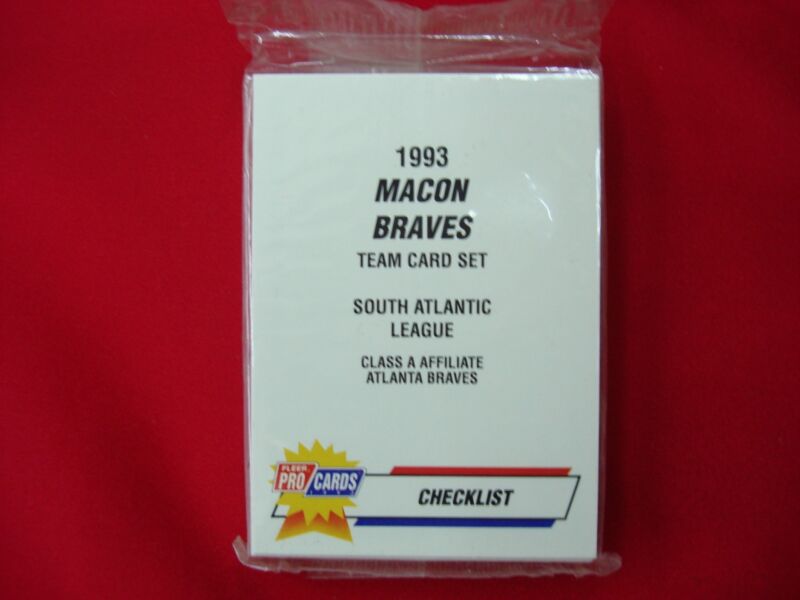 1993
MACON
BRAVES
TEAM CARD SET
SOUTH ATLANTIC
LEAGUE
CLASS A AFFILIATE
ATLANTA BRAVES
FLEER
PRO CARDS
CHECKLIST